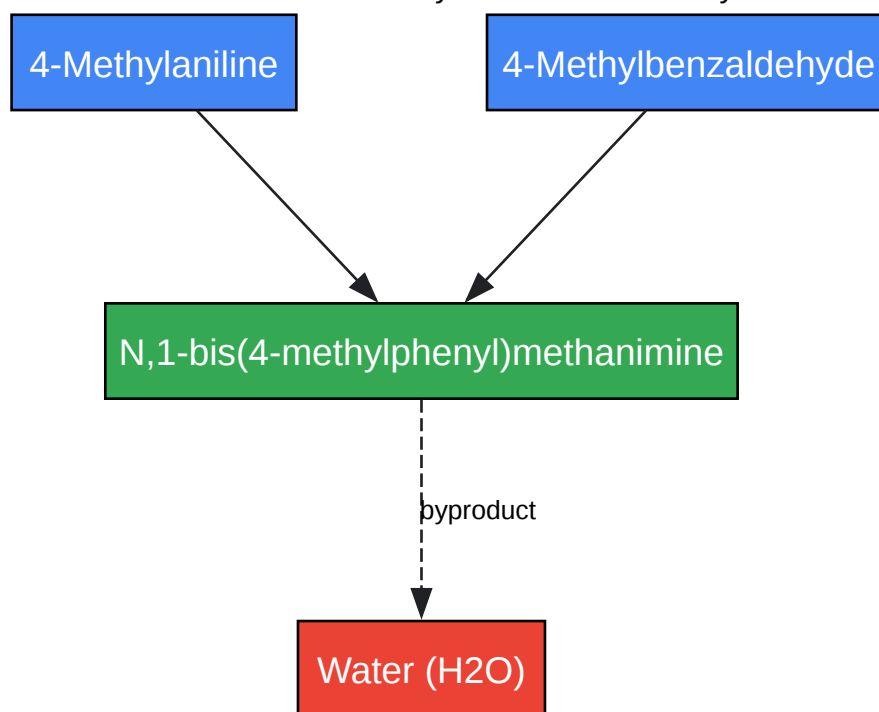 4-Methylaniline
4-Methylbenzaldehyde
N,1-bis(4-methylphenyl)methanimine
byproduct
Water (H2O)